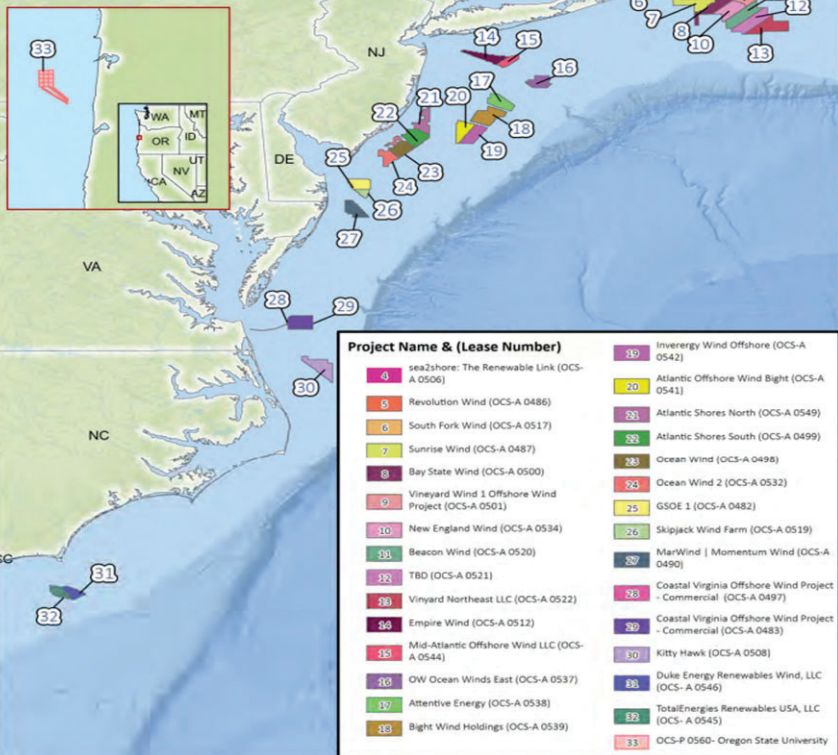 33
WA
MT
OR
ID
UT
NV
CA
AZ
NJ
DE
VA
NC
6
7
8
10
12
13
14
15
16
17
18
19
20
21
22
23
24
25
26
27
28
29
30
31
32
Project Name & (Lease Number)
4 sea2shore: The Renewable Link (OCS-
A 0506)
5 Revolution Wind (OCS-A 0486)
6 South Fork Wind (OCS-A 0517)
7 Sunrise Wind (OCS-A 0487)
8 Bay State Wind (OCS-A 0500)
9 Vineyard Wind 1 Offshore Wind
Project (OCS-A 0501)
10 New England Wind (OCS-A 0534)
11 Beacon Wind (OCS-A 0520)
12 TBD (OCS-A 0521)
13 Vinyard Northeast LLC (OCS-A 0522)
14 Empire Wind (OCS-A 0512)
15 Mid-Atlantic Offshore Wind LLC (OCS-
A 0544)
16 OW Ocean Winds East (OCS-A 0537)
17 Attentive Energy (OCS-A 0538)
18 Bight Wind Holdings (OCS-A 0539)
19 Inverergy Wind Offshore (OCS-A
0542)
20 Atlantic Offshore Wind Bight (OCS-A
0541)
21 Atlantic Shores North (OCS-A 0549)
22 Atlantic Shores South (OCS-A 0499)
23 Ocean Wind (OCS-A 0498)
24 Ocean Wind 2 (OCS-A 0532)
25 GSOE 1 (OCS-A 0482)
26 Skipjack Wind Farm (OCS-A 0519)
27 MarWind | Momentum Wind (OCS-A
0490)
28 Coastal Virginia Offshore Wind Project
- Commercial (OCS-A 0497)
29 Coastal Virginia Offshore Wind Project
- Commercial (OCS-A 0483)
30 Kitty Hawk (OCS-A 0508)
31 Duke Energy Renewables Wind, LLC
(OCS- A 0546)
32 TotalEnergies Renewables USA, LLC
(OCS- A 0545)
33 OCS-P 0560- Oregon State University